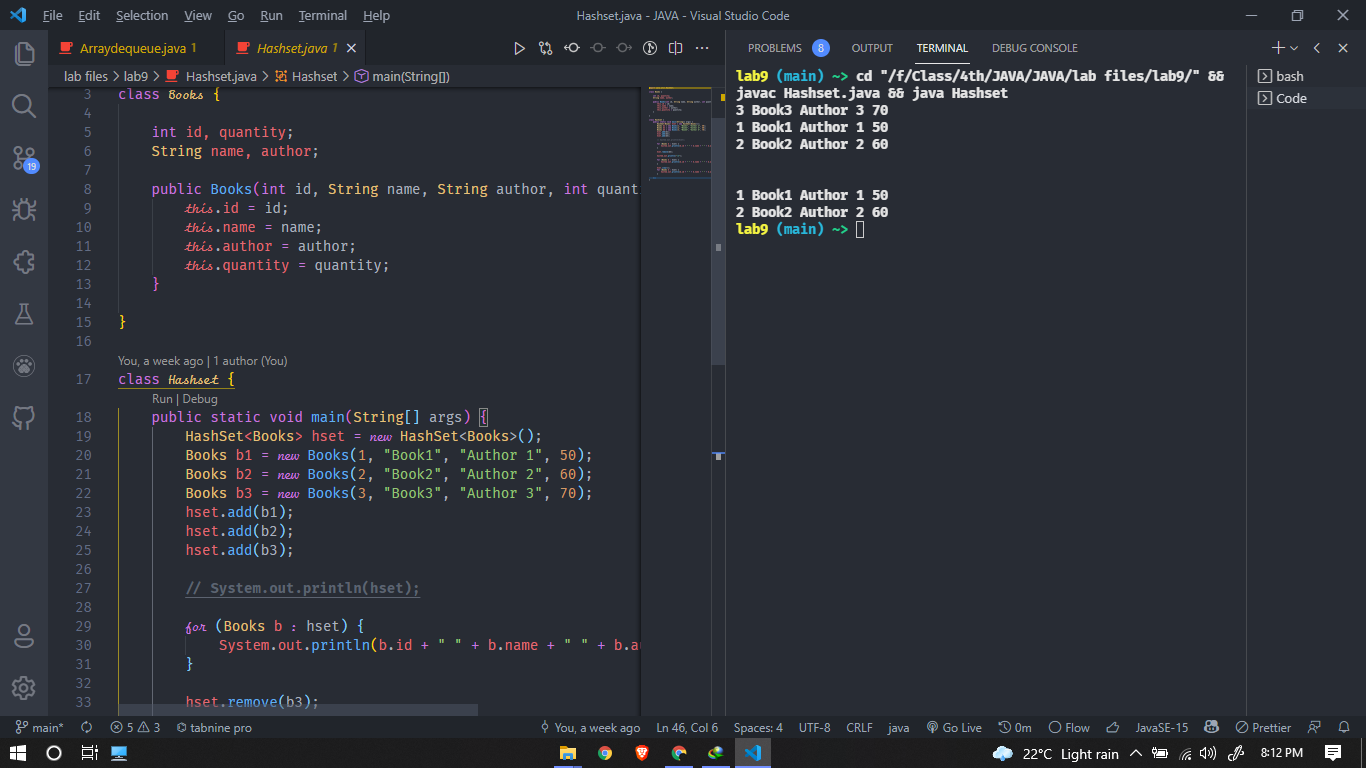 File Edit Selection View Go Run Terminal Help
Hashset.java - JAVA - Visual Studio Code
Arraydequeue.java 1
Hashset.java 1
lab files > lab9 > Hashset.java > Hashset > main(String[])
3 class Books {
4
5 int id, quantity;
6 String name, author;
7
8 public Books(int id, String name, String author, int quanti
9 this.id = id;
10 this.name = name;
11 this.author = author;
12 this.quantity = quantity;
13 }
14
15 }
16
You, a week ago | 1 author (You)
17 class Hashset {
Run | Debug
18 public static void main(String[] args) {
19 HashSet<Books> hset = new HashSet<Books>();
20 Books b1 = new Books(1, "Book1", "Author 1", 50);
21 Books b2 = new Books(2, "Book2", "Author 2", 60);
22 Books b3 = new Books(3, "Book3", "Author 3", 70);
23 hset.add(b1);
24 hset.add(b2);
25 hset.add(b3);
26
27 // System.out.println(hset);
28
29 for (Books b : hset) {
30 System.out.println(b.id + " " + b.name + " " + b.au
31 }
32
33 hset.remove(b3);
PROBLEMS 8 OUTPUT TERMINAL DEBUG CONSOLE
lab9 (main) ~> cd "/f/Class/4th/JAVA/JAVA/lab files/lab9/" &&
javac Hashset.java && java Hashset
3 Book3 Author 3 70
1 Book1 Author 1 50
2 Book2 Author 2 60
1 Book1 Author 1 50
2 Book2 Author 2 60
lab9 (main) ~>
bash
Code
19
main* 5 3 tabnine pro
You, a week ago Ln 46, Col 6 Spaces: 4 UTF-8 CRLF java Go Live 0m Flow JavaSE-15 Prettier
22°C Light rain 8:12 PM